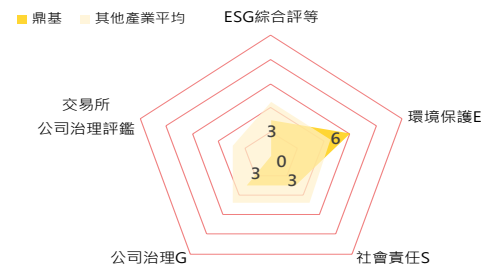 鼎基 其他產業平均
ESG綜合評等
交易所
公司治理評鑑
環境保護E
3
6
0
3
3
公司治理G
社會責任S